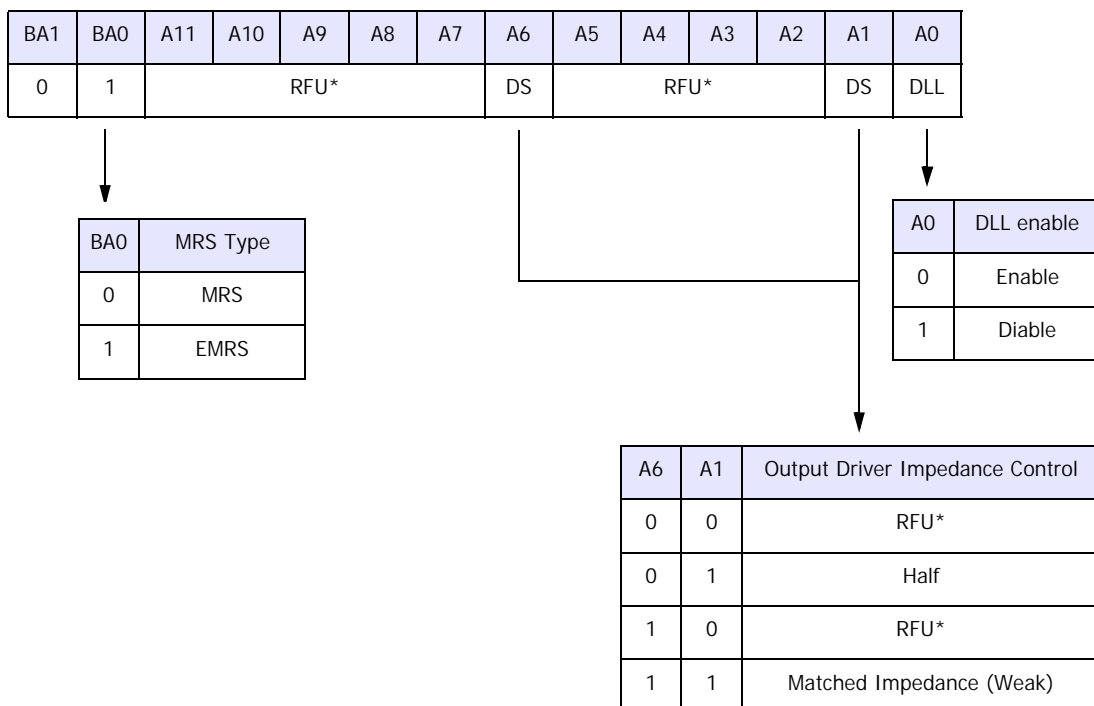 BA1 BA0 A11 A10 A9 A8 A7 A6 A5 A4 A3 A2 A1 A0
0 1 RFU* DS RFU* DS DLL
BA0 MRS Type
0 MRS
1 EMRS
A0 DLL enable
0 Enable
1 Diable
A6 A1 Output Driver Impedance Control
0 0 RFU*
0 1 Half
1 0 RFU*
1 1 Matched Impedance (Weak)